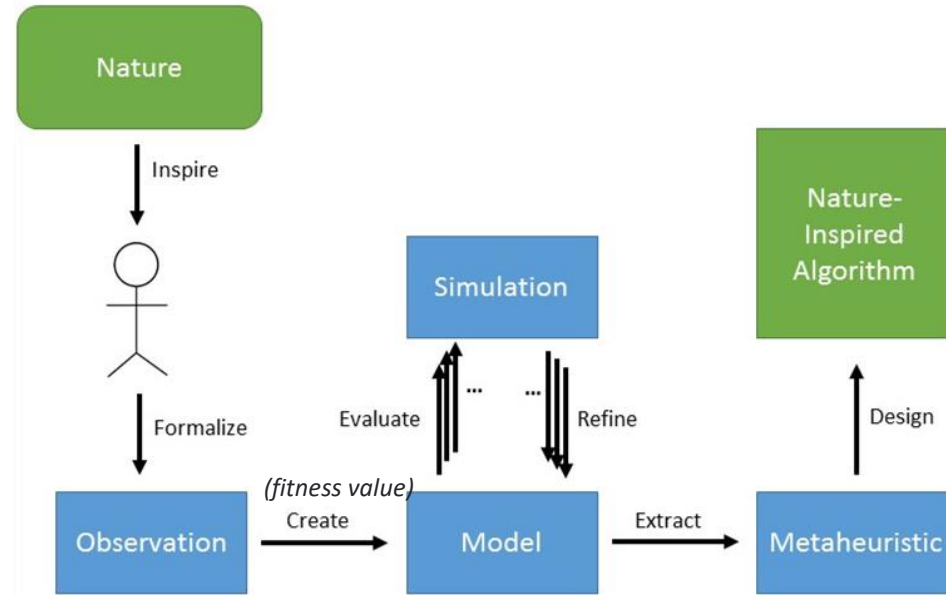 Nature
Inspire
Nature-
Inspired
Algorithm
Simulation
...
...
Evaluate
Refine
Design
Formalize
(fitness value)
Create
Extract
Observation
Model
Metaheuristic